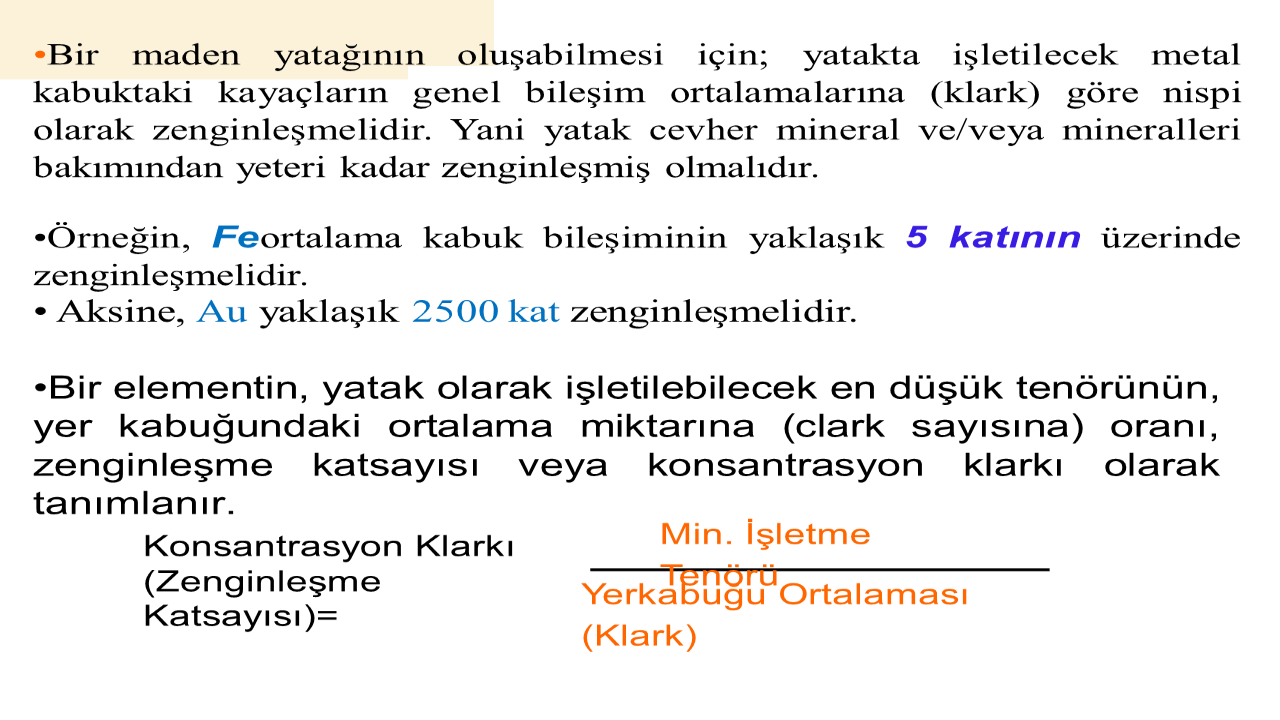 •Bir maden yatağının oluşabilmesi için; yatakta işletilecek metal
kabuktaki kayaçların genel bileşim ortalamalarına (klark) göre nispi
olarak zenginleşmelidir. Yani yatak cevher mineral ve/veya mineralleri
bakımından yeteri kadar zenginleşmiş olmalıdır.
•Örneğin, Feortalama kabuk bileşiminin yaklaşık 5 katının üzerinde
zenginleşmelidir.
• Aksine, Au yaklaşık 2500 kat zenginleşmelidir.
•Bir elementin, yatak olarak işletilebilecek en düşük tenörünün,
yer kabuğundaki ortalama miktarına (clark sayısına) oranı,
zenginleşme katsayısı veya konsantrasyon klarkı olarak
tanımlanır.
Konsantrasyon Klarkı
(Zenginleşme
Katsayısı)=
Min. İşletme
Tenörü
Yerkabuğu Ortalaması
(Klark)